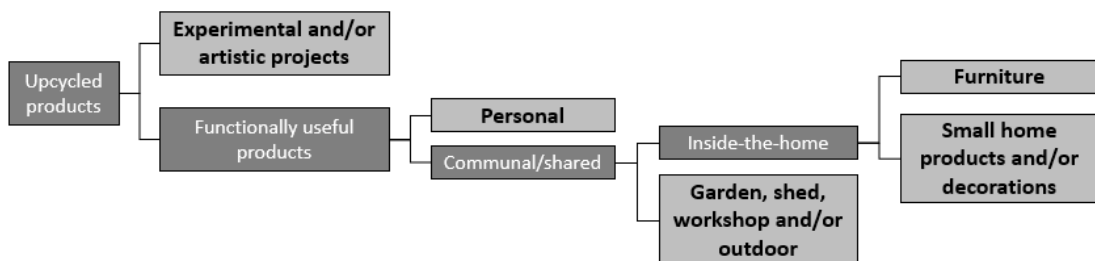 Upcycled
products
Experimental and/or
artistic projects
Functionally useful
products
Personal
Communal/shared
Inside-the-home
Garden, shed,
workshop and/or
outdoor
Furniture
Small home
products and/or
decorations